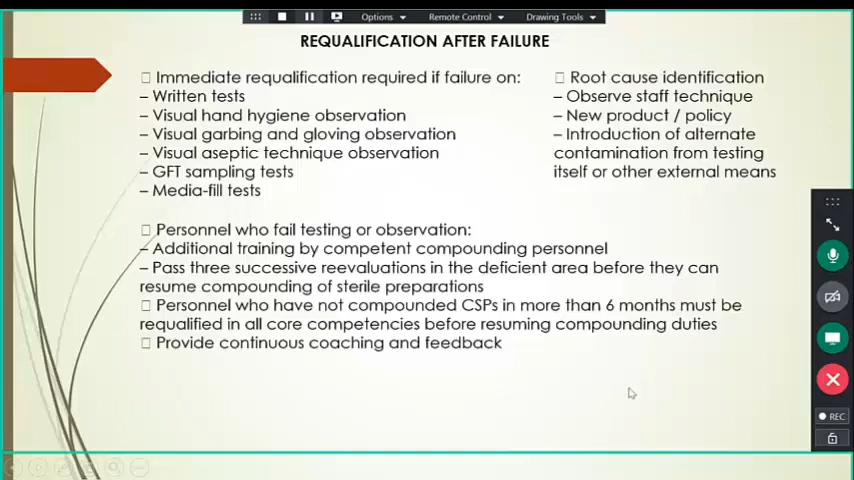 Options
Remote Control
Drawing Tools
REQUALIFICATION AFTER FAILURE
Immediate requalification required if failure on:
– Written tests
– Visual hand hygiene observation
– Visual garbing and gloving observation
– Visual aseptic technique observation
– GFT sampling tests
– Media-fill tests
Root cause identification
– Observe staff technique
– New product / policy
– Introduction of alternate
contamination from testing
itself or other external means
Personnel who fail testing or observation:
– Additional training by competent compounding personnel
– Pass three successive reevaluations in the deficient area before they can
resume compounding of sterile preparations
Personnel who have not compounded CSPs in more than 6 months must be
requalified in all core competencies before resuming compounding duties
Provide continuous coaching and feedback
REC